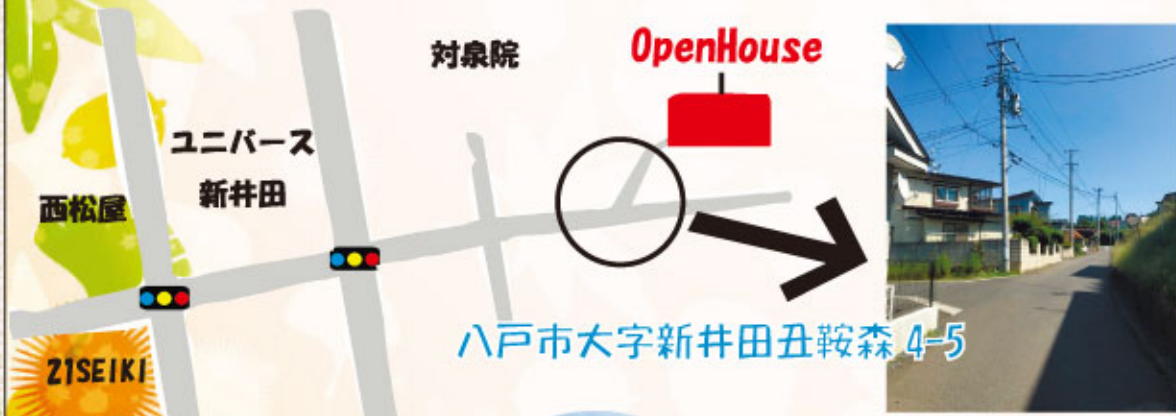 対泉院
OpenHouse
ユニバース
新井田
西松屋
八戸市大字新井田丑鞍森 4-5
21SEIKI